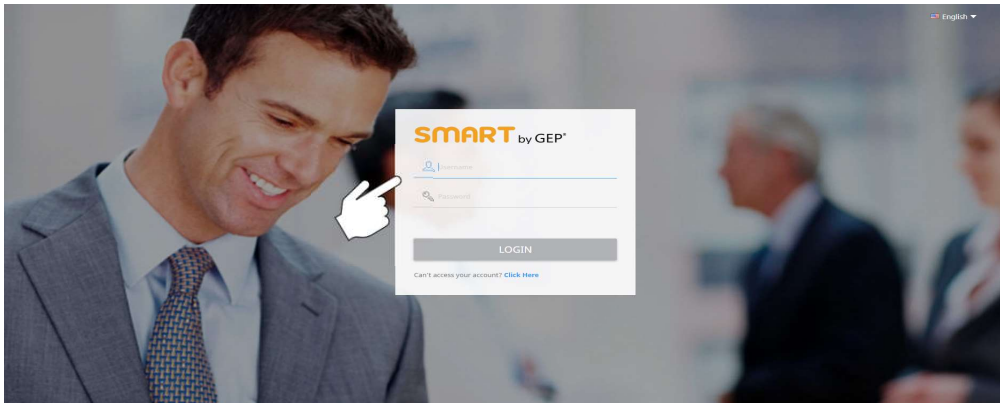 English
SMART by GEP®
Username
Password
LOGIN
Can't access your account? Click Here